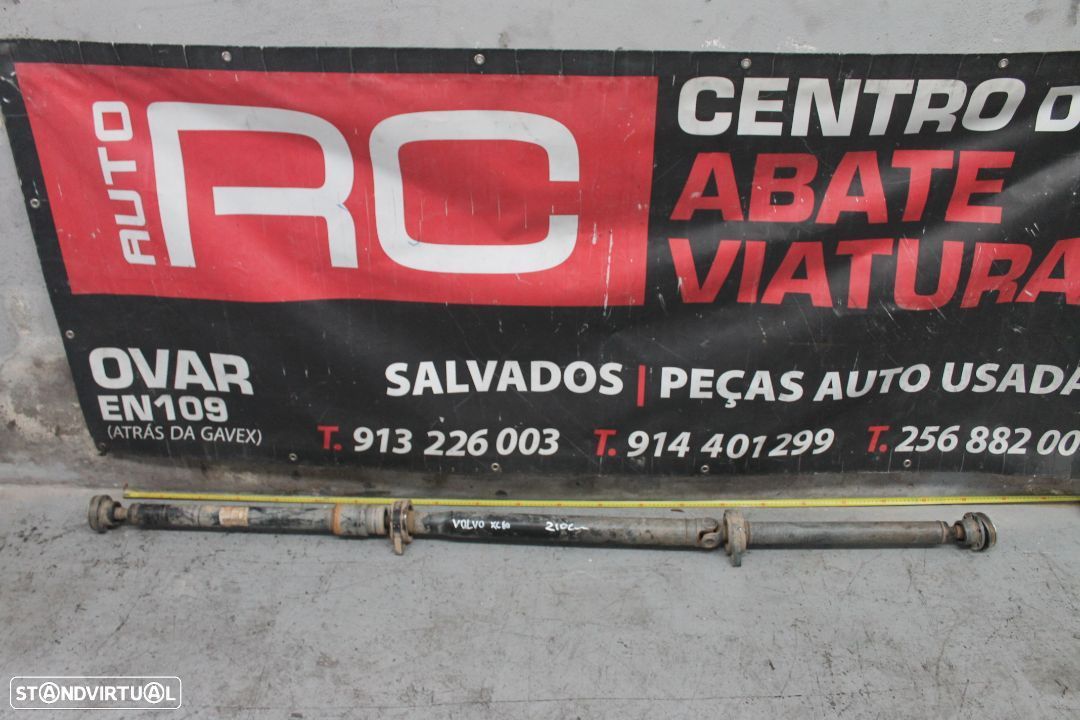 AUTO
RC
CENTRO D
ABATE
VIATURA
OVAR
EN109
(ATRÁS DA GAVEX)
SALVADOS | PEÇAS AUTO USADA
T. 913 226 003 T. 914 401 299 T. 256 882 00
VOLVO XC60 210cm
STANDVIRTUAL